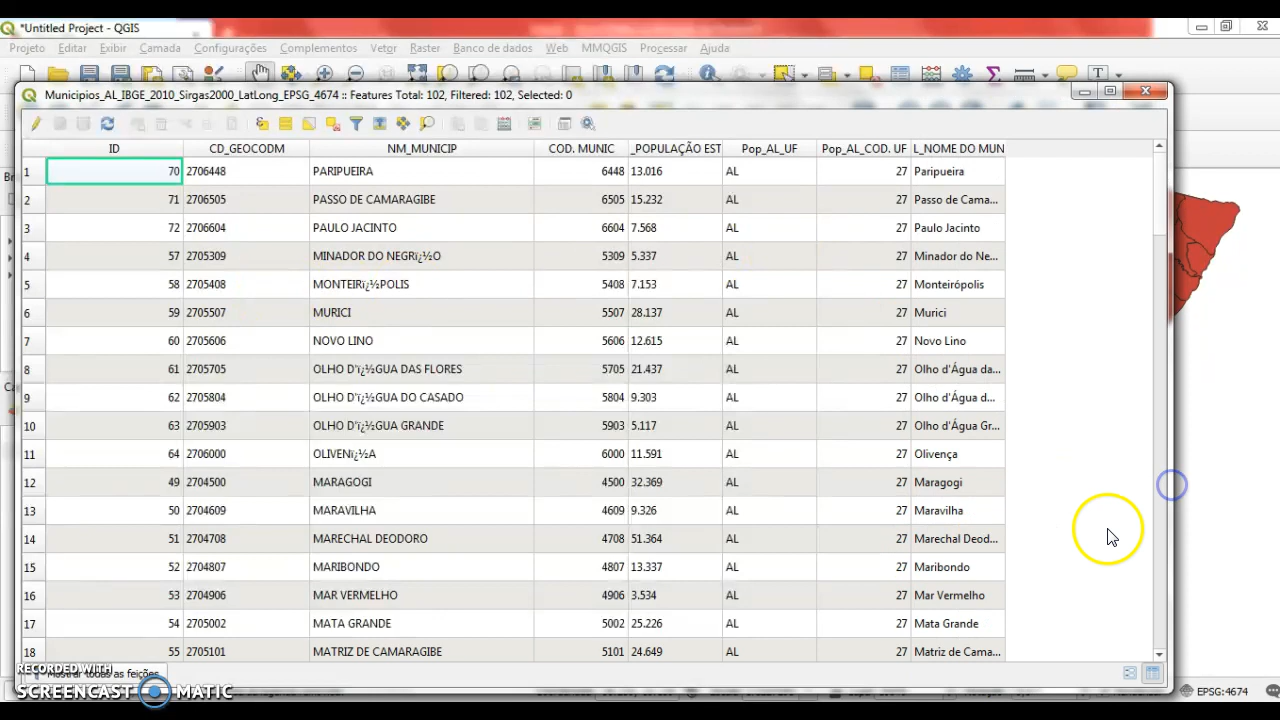 *Untitled Project - QGIS
Projeto Editar Exibir Camada Configurações Complementos Vetor Raster Banco de dados Web MMQGIS Processar Ajuda
Municipios_AL_IBGE_2010_Sirgas2000_LatLong_EPSG_4674 :: Features Total: 102, Filtered: 102, Selected: 0
ID CD_GEOCODM NM_MUNICIP COD. MUNIC _POPULAÇÃO EST Pop_AL_UF Pop_AL_COD. UF L_NOME DO MUN
1 70 2706448 PARIPUEIRA 6448 13.016 AL 27 Paripueira
2 71 2706505 PASSO DE CAMARAGIBE 6505 15.232 AL 27 Passo de Cama...
3 72 2706604 PAULO JACINTO 6604 7.568 AL 27 Paulo Jacinto
4 57 2705309 MINADOR DO NEGRï¿½O 5309 5.337 AL 27 Minador do Ne...
5 58 2705408 MONTEIRï¿½POLIS 5408 7.153 AL 27 Monteirópolis
6 59 2705507 MURICI 5507 28.137 AL 27 Murici
7 60 2705606 NOVO LINO 5606 12.615 AL 27 Novo Lino
8 61 2705705 OLHO D'ï¿½GUA DAS FLORES 5705 21.437 AL 27 Olho d'Água da...
9 62 2705804 OLHO D'ï¿½GUA DO CASADO 5804 9.303 AL 27 Olho d'Água d...
10 63 2705903 OLHO D'ï¿½GUA GRANDE 5903 5.117 AL 27 Olho d'Água Gr...
11 64 2706000 OLIVENï¿½A 6000 11.591 AL 27 Olivença
12 49 2704500 MARAGOGI 4500 32.369 AL 27 Maragogi
13 50 2704609 MARAVILHA 4609 9.326 AL 27 Maravilha
14 51 2704708 MARECHAL DEODORO 4708 51.364 AL 27 Marechal Deod...
15 52 2704807 MARIBONDO 4807 13.337 AL 27 Maribondo
16 53 2704906 MAR VERMELHO 4906 3.534 AL 27 Mar Vermelho
17 54 2705002 MATA GRANDE 5002 25.226 AL 27 Mata Grande
18 55 2705101 MATRIZ DE CAMARAGIBE 5101 24.649 AL 27 Matriz de Cama...
RECORDED WITH
Mostrar todas as feições
SCREENCAST MATIC
EPSG:4674